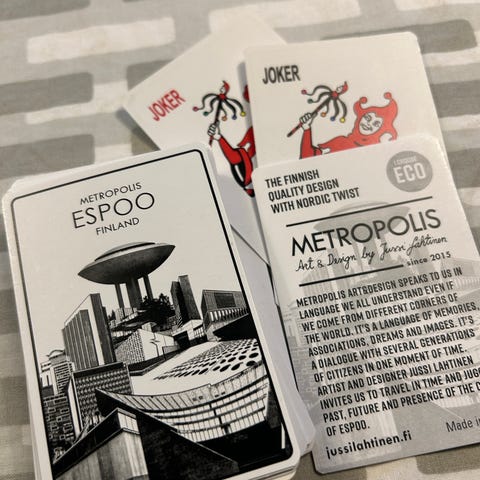 JOKER
JOKER
METROPOLIS
ESPOO
FINLAND
THE FINNISH
QUALITY DESIGN
WITH NORDIC TWIST
I CHOOSE
ECO
METROPOLIS
Art & Design by Jussi Lahtinen
since 2015
METROPOLIS ARTSDESIGN SPEAKS TO US IN
LANGUAGE WE ALL UNDERSTAND EVEN IF
WE COME FROM DIFFERENT CORNERS OF
THE WORLD. IT'S A LANGUAGE OF MEMORIES
ASSOCIATIONS, DREAMS AND IMAGES. IT'S
A DIALOGUE WITH SEVERAL GENERATIONS
OF CITIZENS IN ONE MOMENT OF TIME.
ARTIST AND DESIGNER JUSSI LAHTINEN
INVITES US TO TRAVEL IN TIME AND
PAST, FUTURE AND PRESENCE OF THE
OF ESPOO.
jussilahtinen.fi
Made in